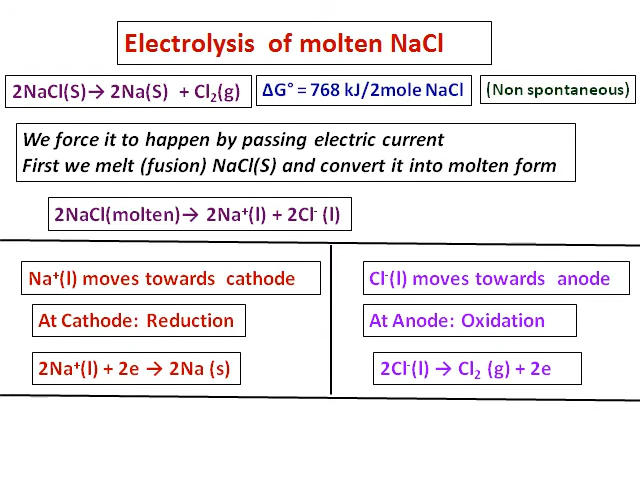 Electrolysis of molten NaCl
2NaCl(S)→ 2Na(S) + Cl₂(g)
ΔG° = 768 kJ/2mole NaCl
(Non spontaneous)
We force it to happen by passing electric current
First we melt (fusion) NaCl(S) and convert it into molten form
2NaCl(molten)→ 2Na⁺(l) + 2Cl⁻ (l)
Na⁺(l) moves towards cathode
At Cathode: Reduction
2Na⁺(l) + 2e → 2Na (s)
Cl⁻(l) moves towards anode
At Anode: Oxidation
2Cl⁻(l) → Cl₂ (g) + 2e